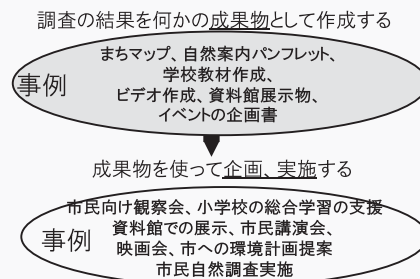 調査の結果を何かの成果物として作成する
まちマップ、自然案内パンフレット、
事例
学校教材作成、
ビデオ作成、資料館展示物、
イベントの企画書
成果物を使って企画、実施する
市民向け観察会、小学校の総合学習の支援
事例
資料館での展示、市民講演会、
映画会、市への環境計画提案
市民自然調査実施